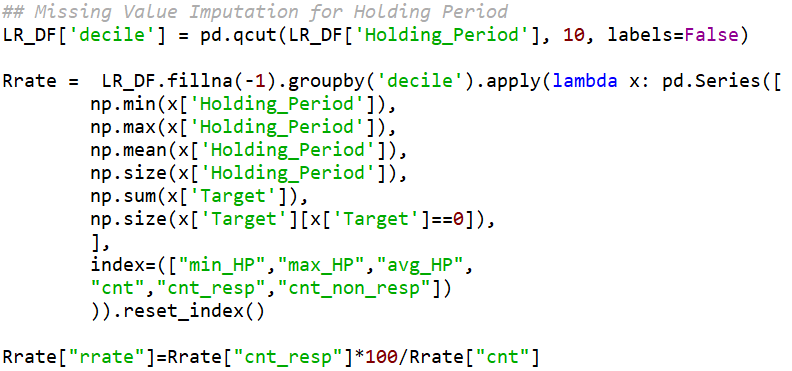 ## Missing Value Imputation for Holding Period
LR_DF['decile'] = pd.qcut(LR_DF['Holding_Period'], 10, labels=False)
Rrate =  LR_DF.fillna(-1).groupby('decile').apply(lambda x: pd.Series([
np.min(x['Holding_Period']),
np.max(x['Holding_Period']),
np.mean(x['Holding_Period']),
np.size(x['Holding_Period']),
np.sum(x['Target']),
np.size(x['Target'][x['Target']==0]),
],
index=(["min_HP","max_HP","avg_HP",
"cnt","cnt_resp","cnt_non_resp"])
)).reset_index()
Rrate["rrate"]=Rrate["cnt_resp"]*100/Rrate["cnt"]